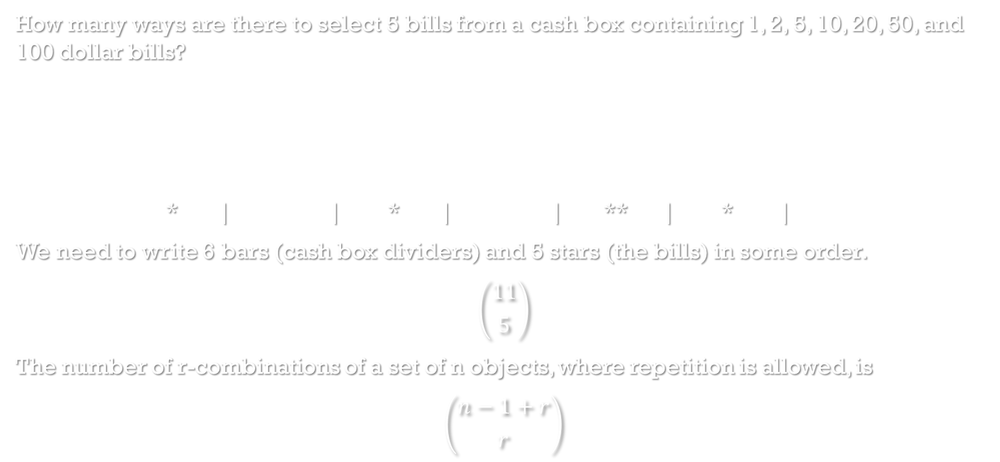 How many ways are there to select 5 bills from a cash box containing 1, 2, 5, 10, 20, 50, and
100 dollar bills?
* | | * | | ** | * |
We need to write 6 bars (cash box dividers) and 5 stars (the bills) in some order.
(11
5)
The number of r-combinations of a set of n objects, where repetition is allowed, is
(n − 1 + r
r)